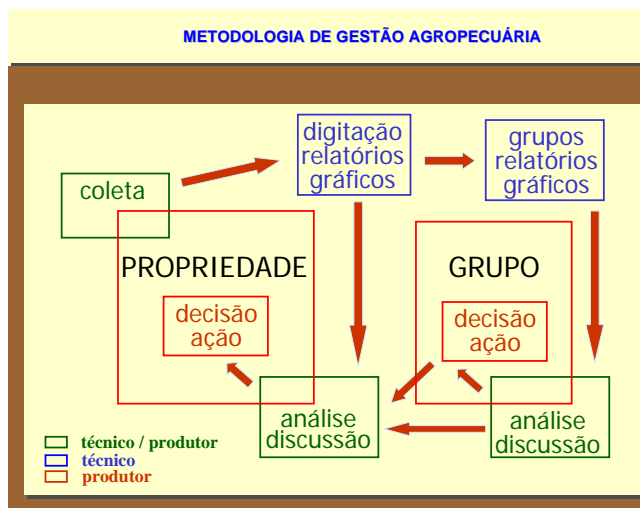 METODOLOGIA DE GESTÃO AGROPECUÁRIA
digitação
relatórios
gráficos
grupos
relatórios
gráficos
coleta
PROPRIEDADE
GRUPO
decisão
ação
decisão
ação
análise
discussão
análise
discussão
técnico / produtor
técnico
produtor